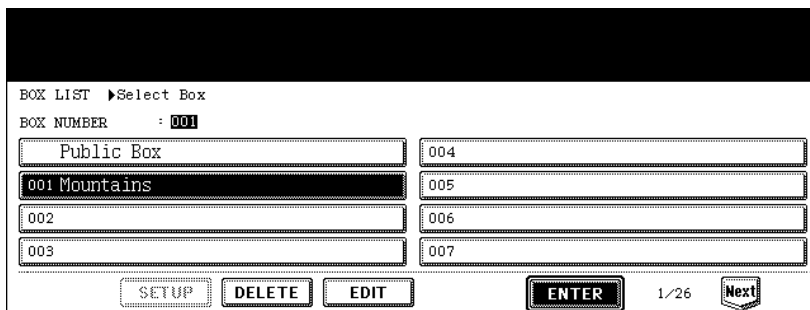 BOX LIST ▶Select Box
BOX NUMBER : 001
Public Box
001 Mountains
002
003
004
005
006
007
SETUP DELETE EDIT ENTER 1/26 Next